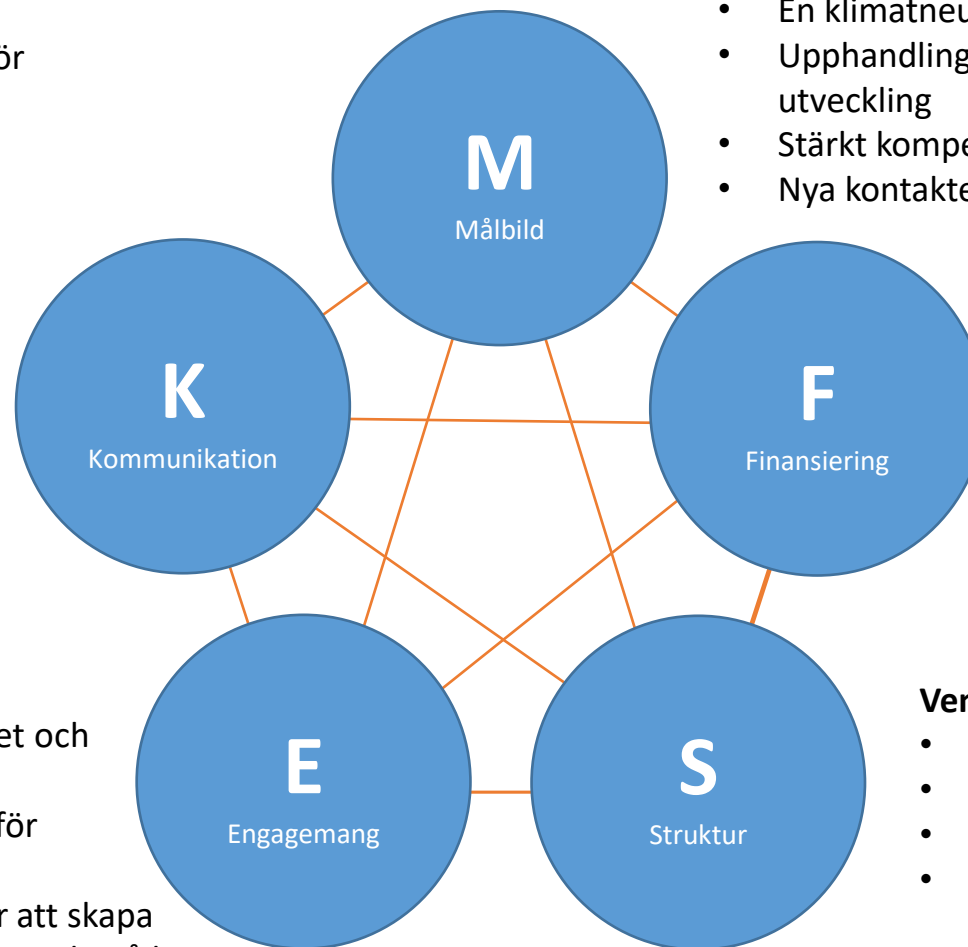 ör
• En klimatneu
• Upphandling
utveckling
• Stärkt kompe
• Nya kontakte
M
Målbild
K
Kommunikation
F
Finansiering
et och
för
r att skapa
E
Engagemang
S
Struktur
Ver
•
•
•
•